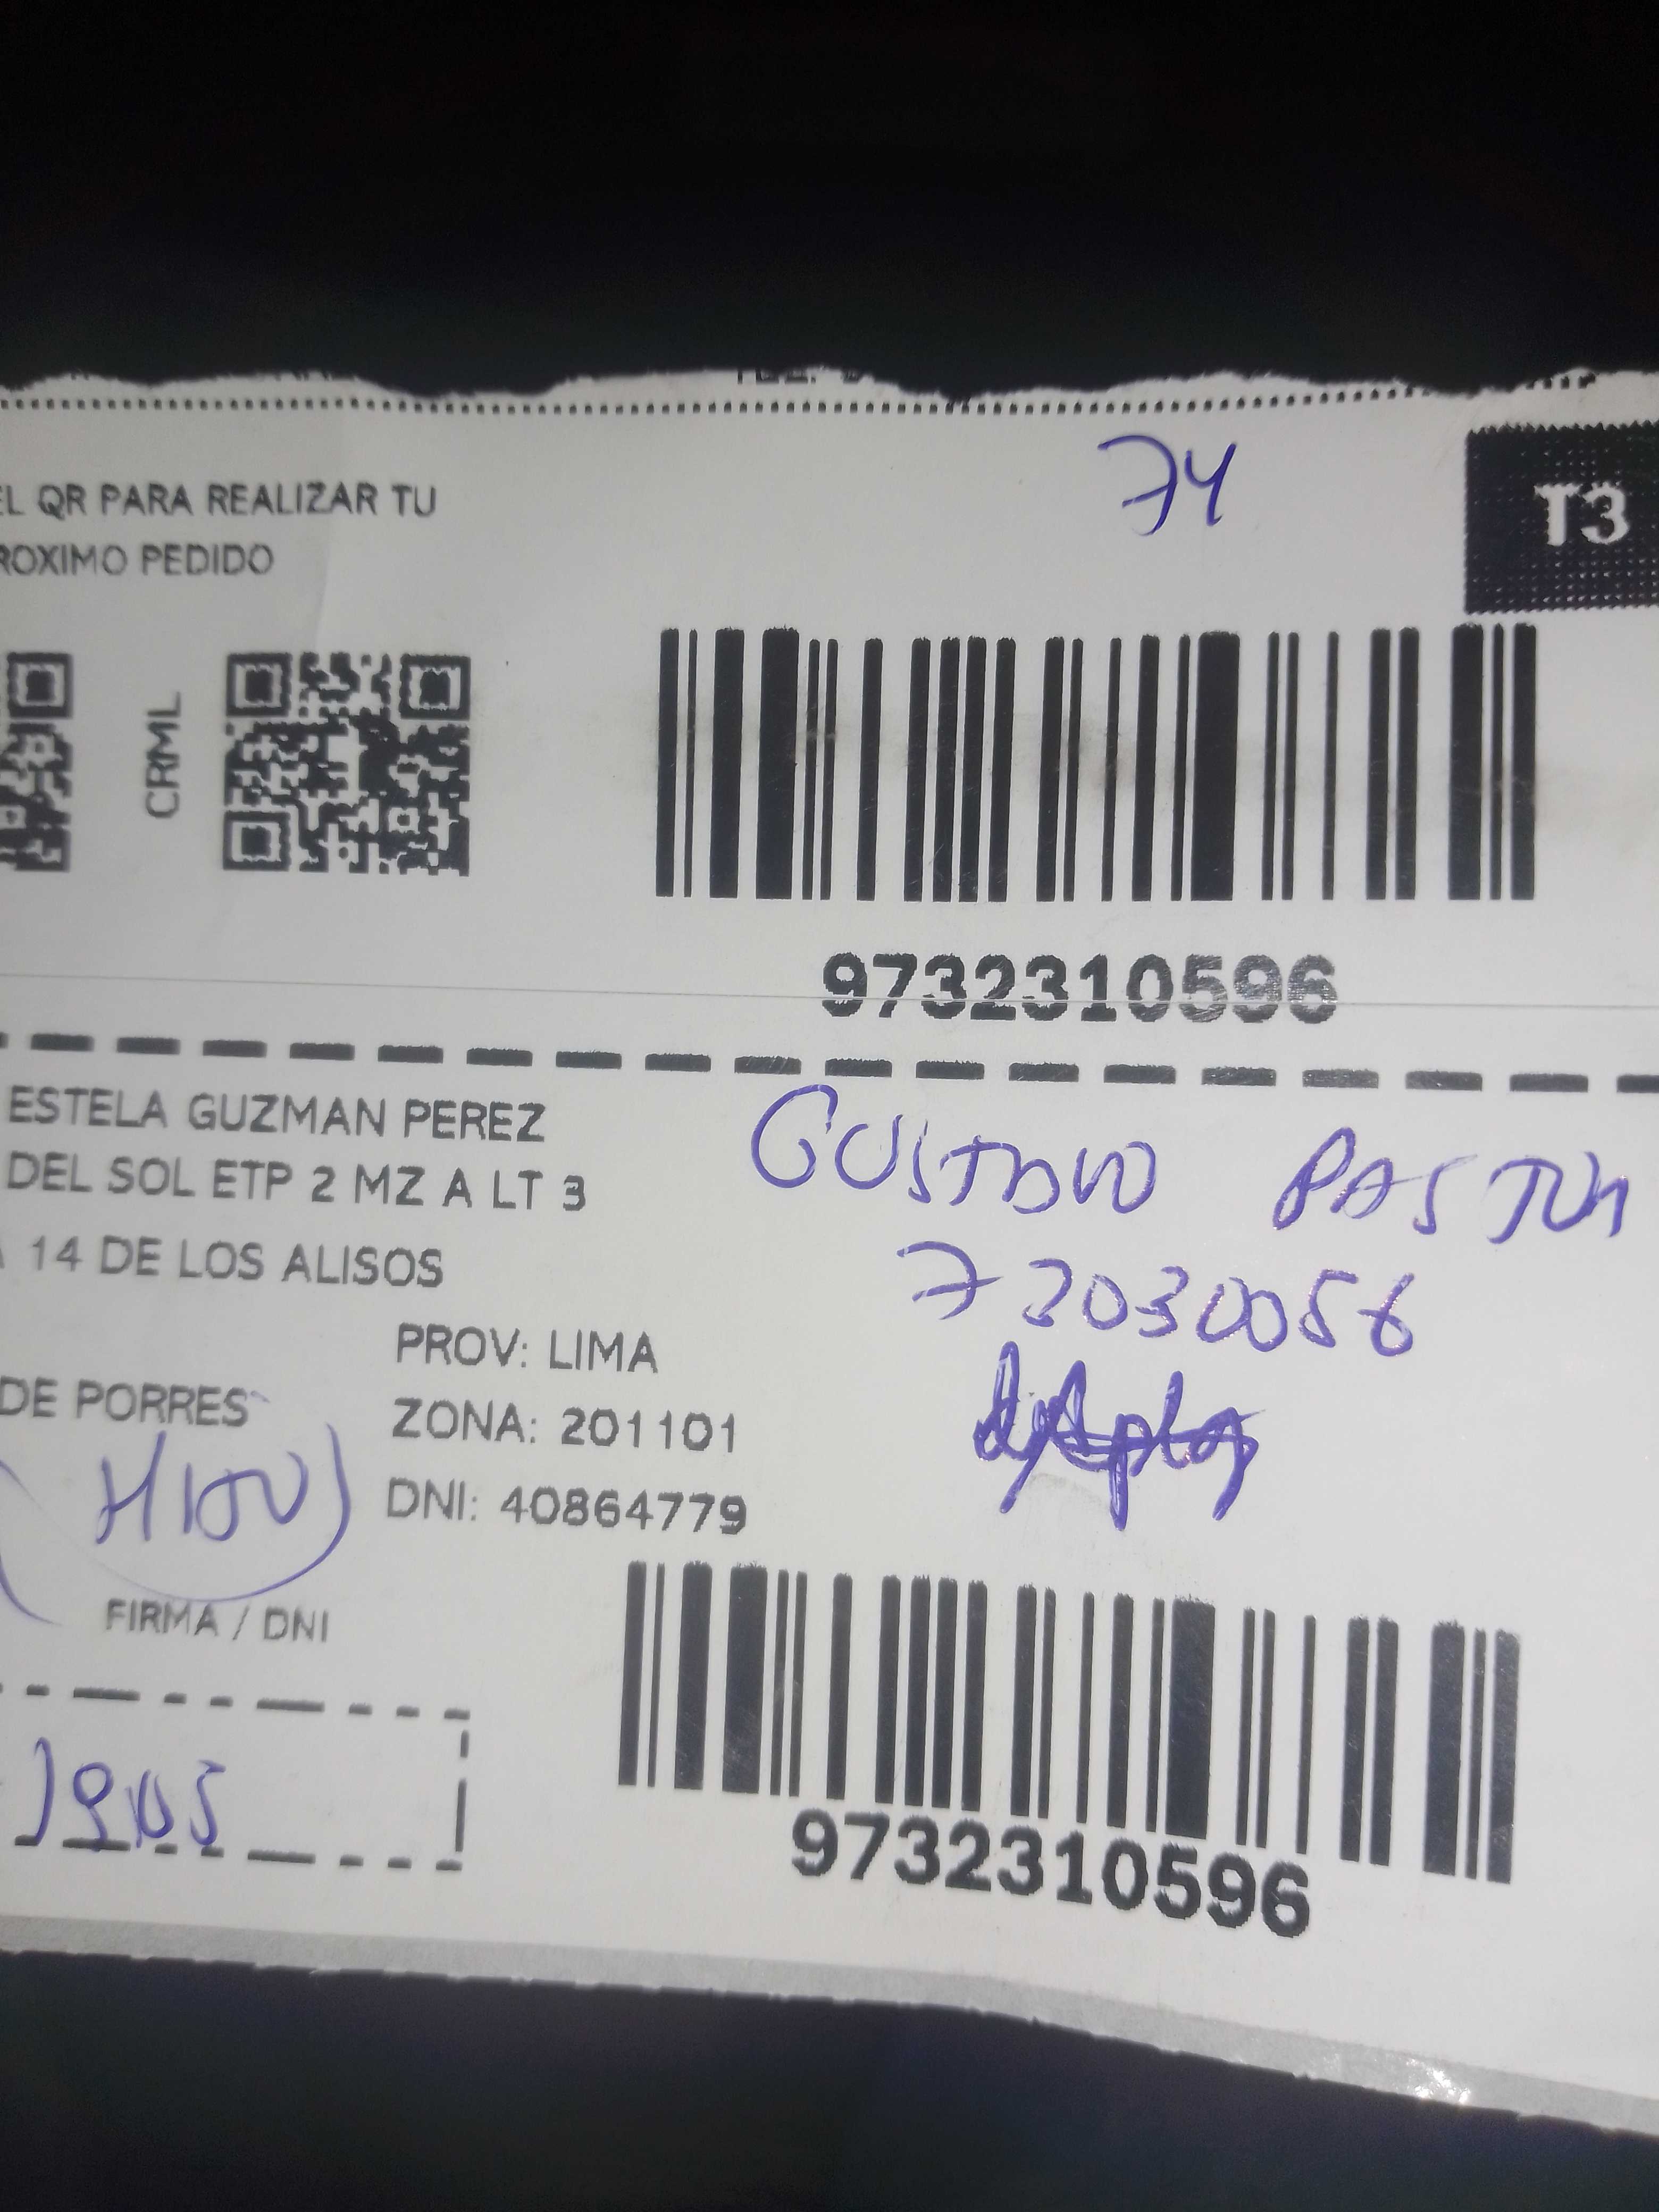 74
T3
EL QR PARA REALIZAR TU
ROXIMO PEDIDO
CRML
9732310596
ESTELA GUZMAN PEREZ
DEL SOL ETP 2 MZ A LT 3
14 DE LOS ALISOS
GUSTAVO PASTOR
72030056
PROV: LIMA
DE PORRES
ZONA: 201101
(HIJO)
DNI: 40864779
FIRMA / DNI
9732310596